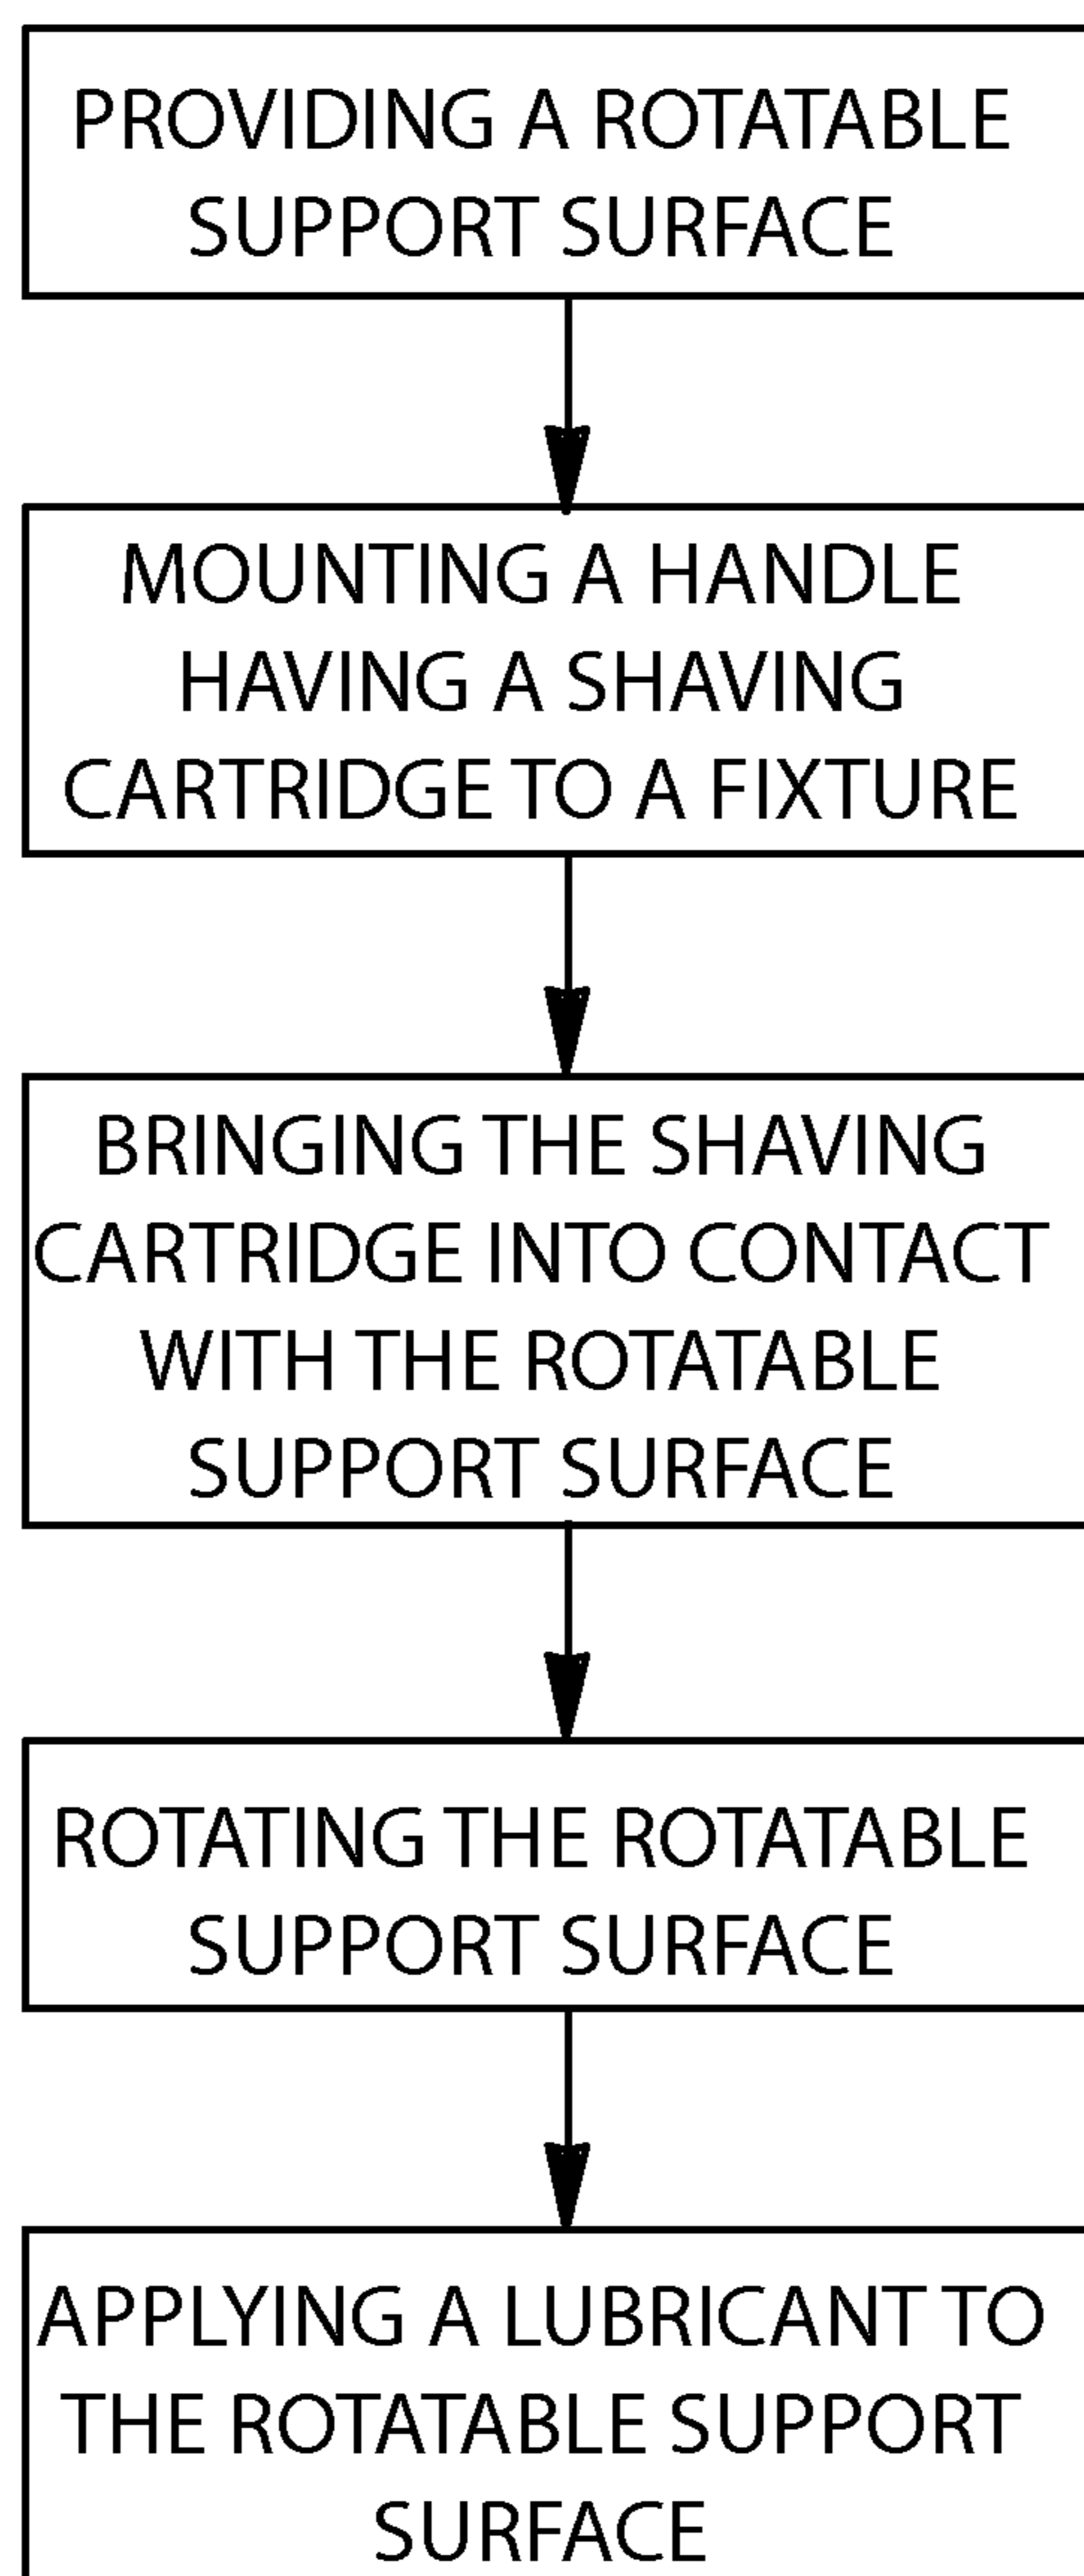 PROVIDING A ROTATABLE
SUPPORT SURFACE
MOUNTING A HANDLE
HAVING A SHAVING
CARTRIDGE TO A FIXTURE
BRINGING THE SHAVING
CARTRIDGE INTO CONTACT
WITH THE ROTATABLE
SUPPORT SURFACE
ROTATING THE ROTATABLE
SUPPORT SURFACE
APPLYING A LUBRICANT TO
THE ROTATABLE SUPPORT
SURFACE